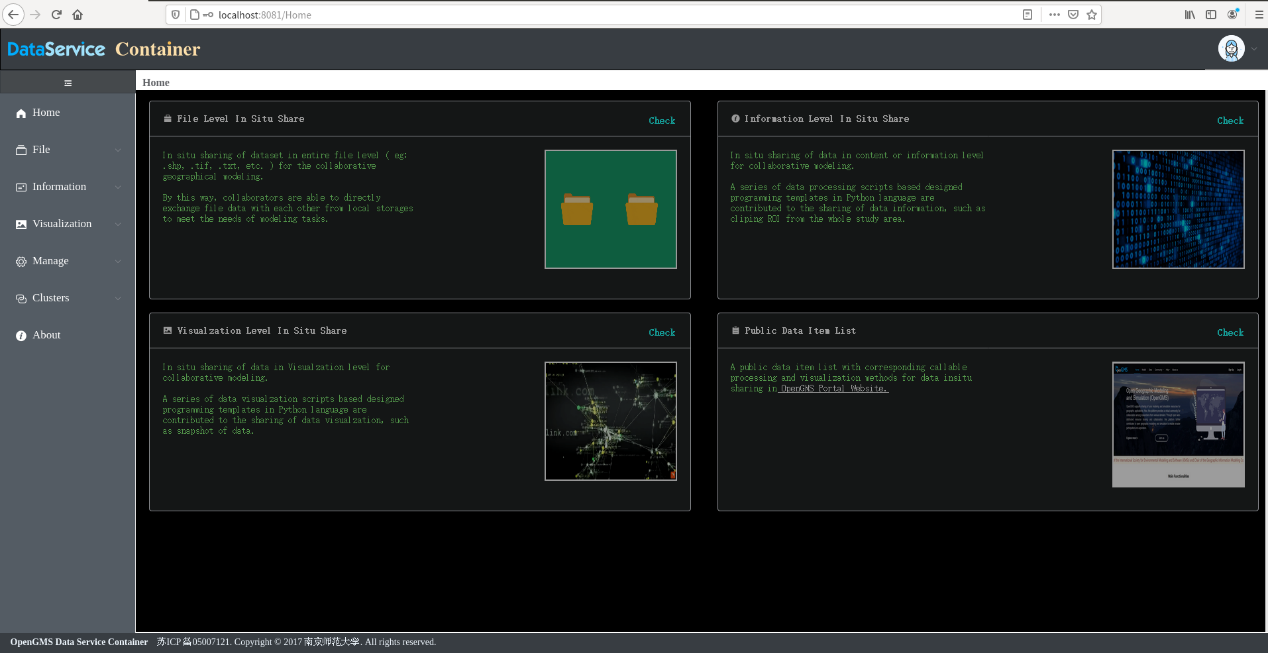 localhost:8081/Home
DataService Container
Home
Home
File
Information
Visualization
Manage
Clusters
About
File Level In Situ Share
Check
In situ sharing of dataset in entire file level ( eg:
.shp, .tif, .txt, etc. ) for the collaborative
geographical modeling.
By this way, collaborators are able to directly
exchange file data with each other from local storages
to meet the needs of modeling tasks.
Information Level In Situ Share
Check
In situ sharing of data in content or information level
for collaborative modeling.
A series of data processing scripts based designed
programming templates in Python language are
contributed to the sharing of data information, such as
cliping ROI from the whole study area.
Visualzation Level In Situ Share
Check
In situ sharing of data in Visualzation level for
collaborative modeling.
A series of data visualization scripts based designed
programming templates in Python language are
contributed to the sharing of data visualzation, such
as snapshot of data.
link.com
link.com
Public Data Item List
Check
A public data item list with corresponding callable
processing and visualization methods for data insitu
sharing in OpenGMS Portal Website.
and Simulation (OpenGMS)
OpenGMS Data Service Container 苏ICP备05007121. Copyright © 2017 南京师范大学. All rights reserved.